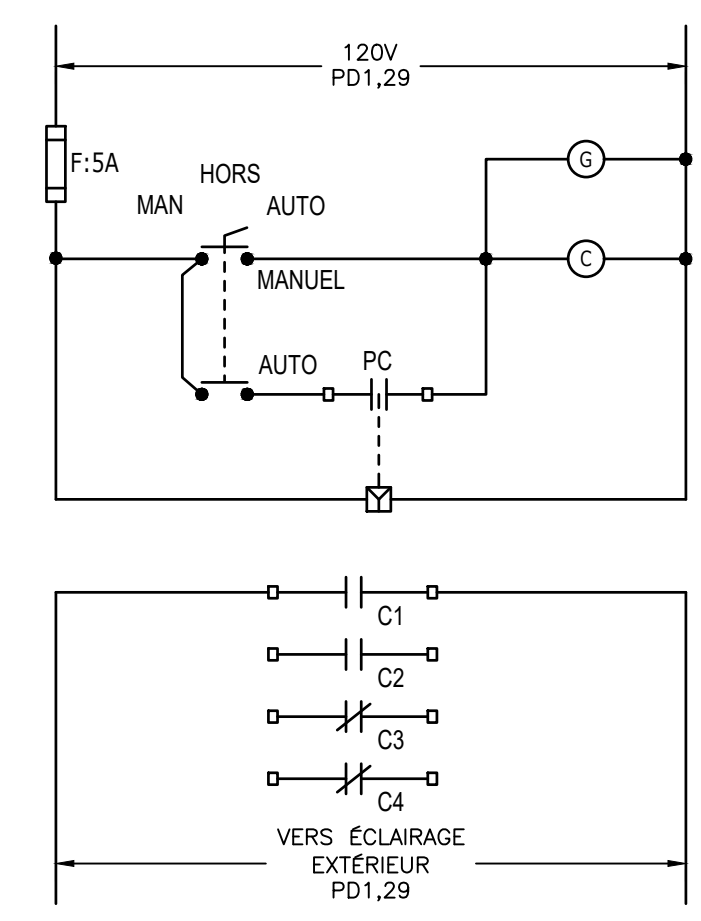 120V
PD1,29
F:5A
HORS
MAN
AUTO
G
C
MANUEL
AUTO
PC
C1
C2
C3
C4
VERS ÉCLAIRAGE
EXTÉRIEUR
PD1,29